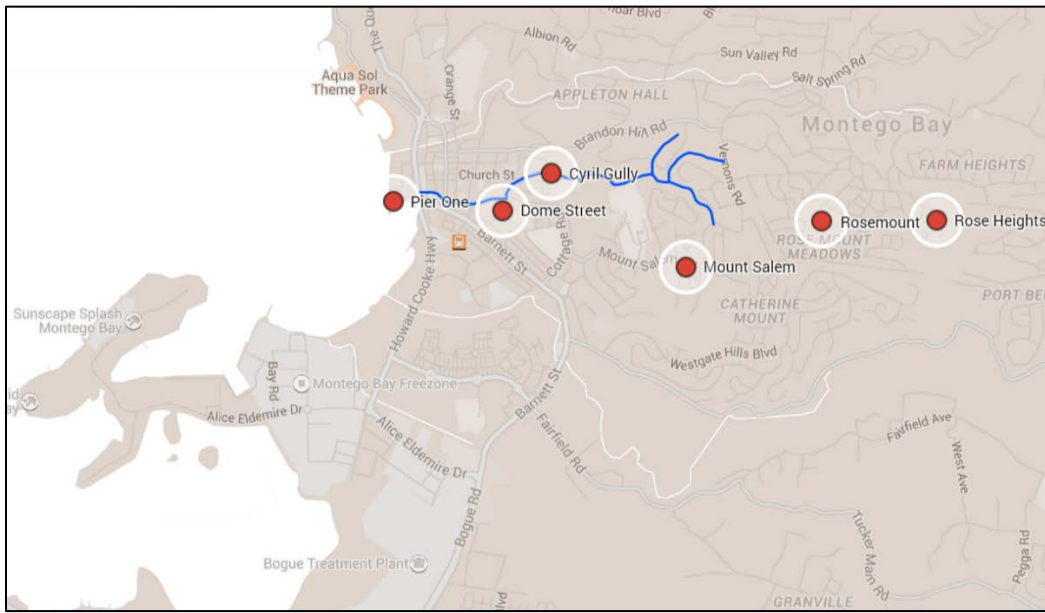 Albion Rd
Sun Valley Rd
Salt Spring Rd
Aqua Sol
Theme Park
Orange St
APPLETON HALL
Brandon Hill Rd
Montego Bay
Vernons Rd
FARM HEIGHTS
Church St
Cyril Gully
Pier One
Dome Street
Rosemount
Rose Heights
ROSE MOUNT
MEADOWS
Barnett St
Mount Salem
Mount Salem
Howard Cooke Hwy
CATHERINE
MOUNT
Sunscape Splash
Montego Bay
Westgate Hills Blvd
Bay Rd
Montego Bay Freezone
Barnett St
Alice Eldemire Dr
Alice Eldemire Dr
Fairfield Rd
Fairfield Ave
West Ave
Bogue Rd
Tucker Main Rd
Pegga Rd
Bogue Treatment Plant
GRANVILLE